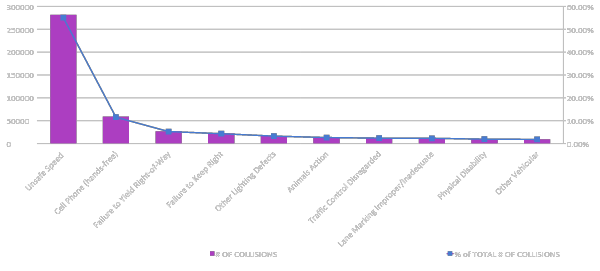 300000
250000
200000
150000
100000
50000
0
60.00%
50.00%
40.00%
30.00%
20.00%
10.00%
0.00%
Unsafe Speed
Cell Phone (hands-free)
Failure to Yield Right-of-Way
Failure to Keep Right
Other Lighting Defects
Animals Action
Traffic Control Disregarded
Lane Marking Improper/Inadequate
Physical Disability
Other Vehicular
# OF COLLISIONS
% of TOTAL # OF COLLISIONS